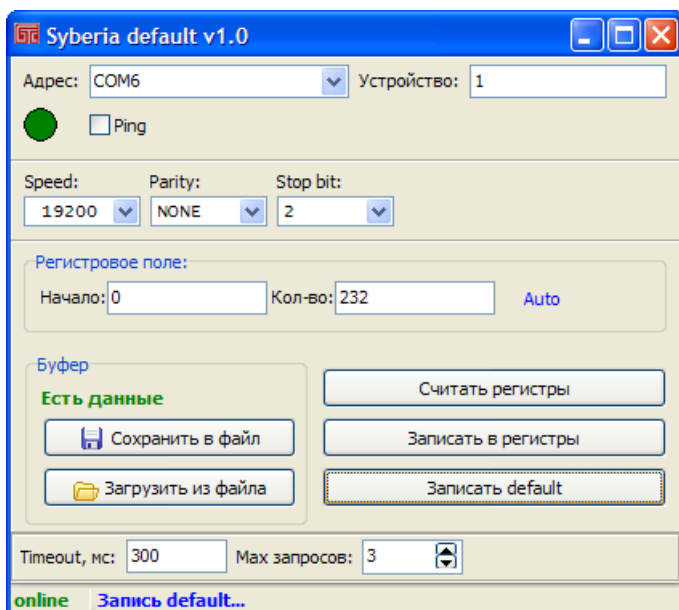 БТС Syberia default v1.0
Адрес: COM6 Устройство: 1
Ping
Speed: Parity: Stop bit:
19200 NONE 2
Регистровое поле:
Начало: 0 Кол-во: 232 Auto
Буфер
Есть данные
Считать регистры
Сохранить в файл
Записать в регистры
Загрузить из файла
Записать default
Timeout, мс: 300 Max запросов: 3
online Запись default...